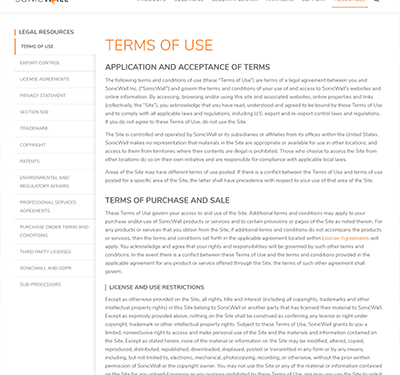 SONICWALL
PRODUCTS SOLUTIONS PARTNERS SUPPORT RESOURCES
LEGAL RESOURCES
TERMS OF USE
EXPORT CONTROL
LICENSE AGREEMENTS
PRIVACY STATEMENT
SECTION 508
TRADEMARK
COPYRIGHT
PATENTS
ENVIRONMENTAL AND
REGULATORY AFFAIRS
PROFESSIONAL SERVICES
AGREEMENTS
PURCHASE ORDER TERMS AND
CONDITIONS
THIRD PARTY LICENSES
SONICWALL AND GDPR
SUB-PROCESSORS
TERMS OF USE
APPLICATION AND ACCEPTANCE OF TERMS
The following terms and conditions of use (these "Terms of Use") are terms of a legal agreement between you and
SonicWall Inc. ("SonicWall") and govern the terms and conditions of your use of and access to SonicWall's websites and
online information. By accessing, browsing and/or using this site and associated websites, online properties and links
(collectively, the "Site"), you acknowledge that you have read, understood and agreed to be bound by these Terms of Use
and to comply with all applicable laws and regulations, including U.S. export and re-export control laws and regulations.
If you do not agree to these Terms of Use, do not use the Site.
The Site is controlled and operated by SonicWall or its subsidiaries or affiliates from its offices within the United States.
SonicWall makes no representation that materials in the Site are appropriate or available for use in other locations, and
access to them from territories where their contents are illegal is prohibited. Those who choose to access the Site from
other locations do so on their own initiative and are responsible for compliance with applicable local laws.
Areas of the Site may have different terms of use posted. If there is a conflict between the Terms of Use and terms of use
posted for a specific area of the Site, the latter shall have precedence with respect to your use of that area of the Site.
TERMS OF PURCHASE AND SALE
These Terms of Use govern your access to and use of the Site. Additional terms and conditions may apply to your
purchase and/or use of SonicWall products or services and to certain provisions or pages of the Site as noted therein. For
any products or services that you obtain from the Site, if additional terms and conditions do not accompany the products
or services, then the terms and conditions set forth in the applicable agreement located within License Agreements will
apply. You acknowledge and agree that your rights and responsibilities will be governed by such other terms and
conditions. In the event there is a conflict between these Terms of Use and the terms and conditions provided in the
applicable agreement for any product or service offered through the Site, the terms of such other agreement shall
govern.
LICENSE AND USE RESTRICTIONS
Except as otherwise provided on the Site, all rights, title and interest (including all copyrights, trademarks and other
intellectual property rights) in this Site belong to SonicWall or another party that has licensed their material to SonicWall.
Except as expressly provided above, nothing on the Site shall be construed as conferring any license or right under
copyright, trademark or other intellectual property rights. Subject to these Terms of Use, SonicWall grants to you a
limited, nonexclusive right to access and make personal use of the Site and the materials and information contained on
the Site. Except as stated herein, none of the material or information on the Site may be modified, altered, copied,
reproduced, distributed, republished, downloaded, displayed, posted or transmitted in any form or by any means,
including, but not limited to, electronic, mechanical, photocopying, recording, or otherwise, without the prior written
permission of SonicWall or the copyright owner. You may not use the Site or any of the material or information contained